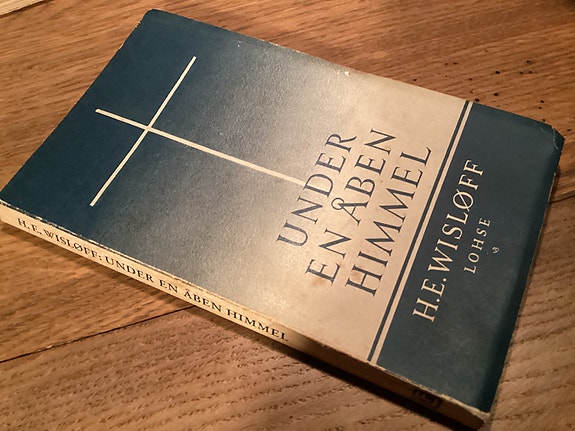 UNDER
EN ÅBEN
HIMMEL
H.E.WISLØFF
LOHSE
H.E.WISLØFF: UNDER EN ÅBEN HIMMEL